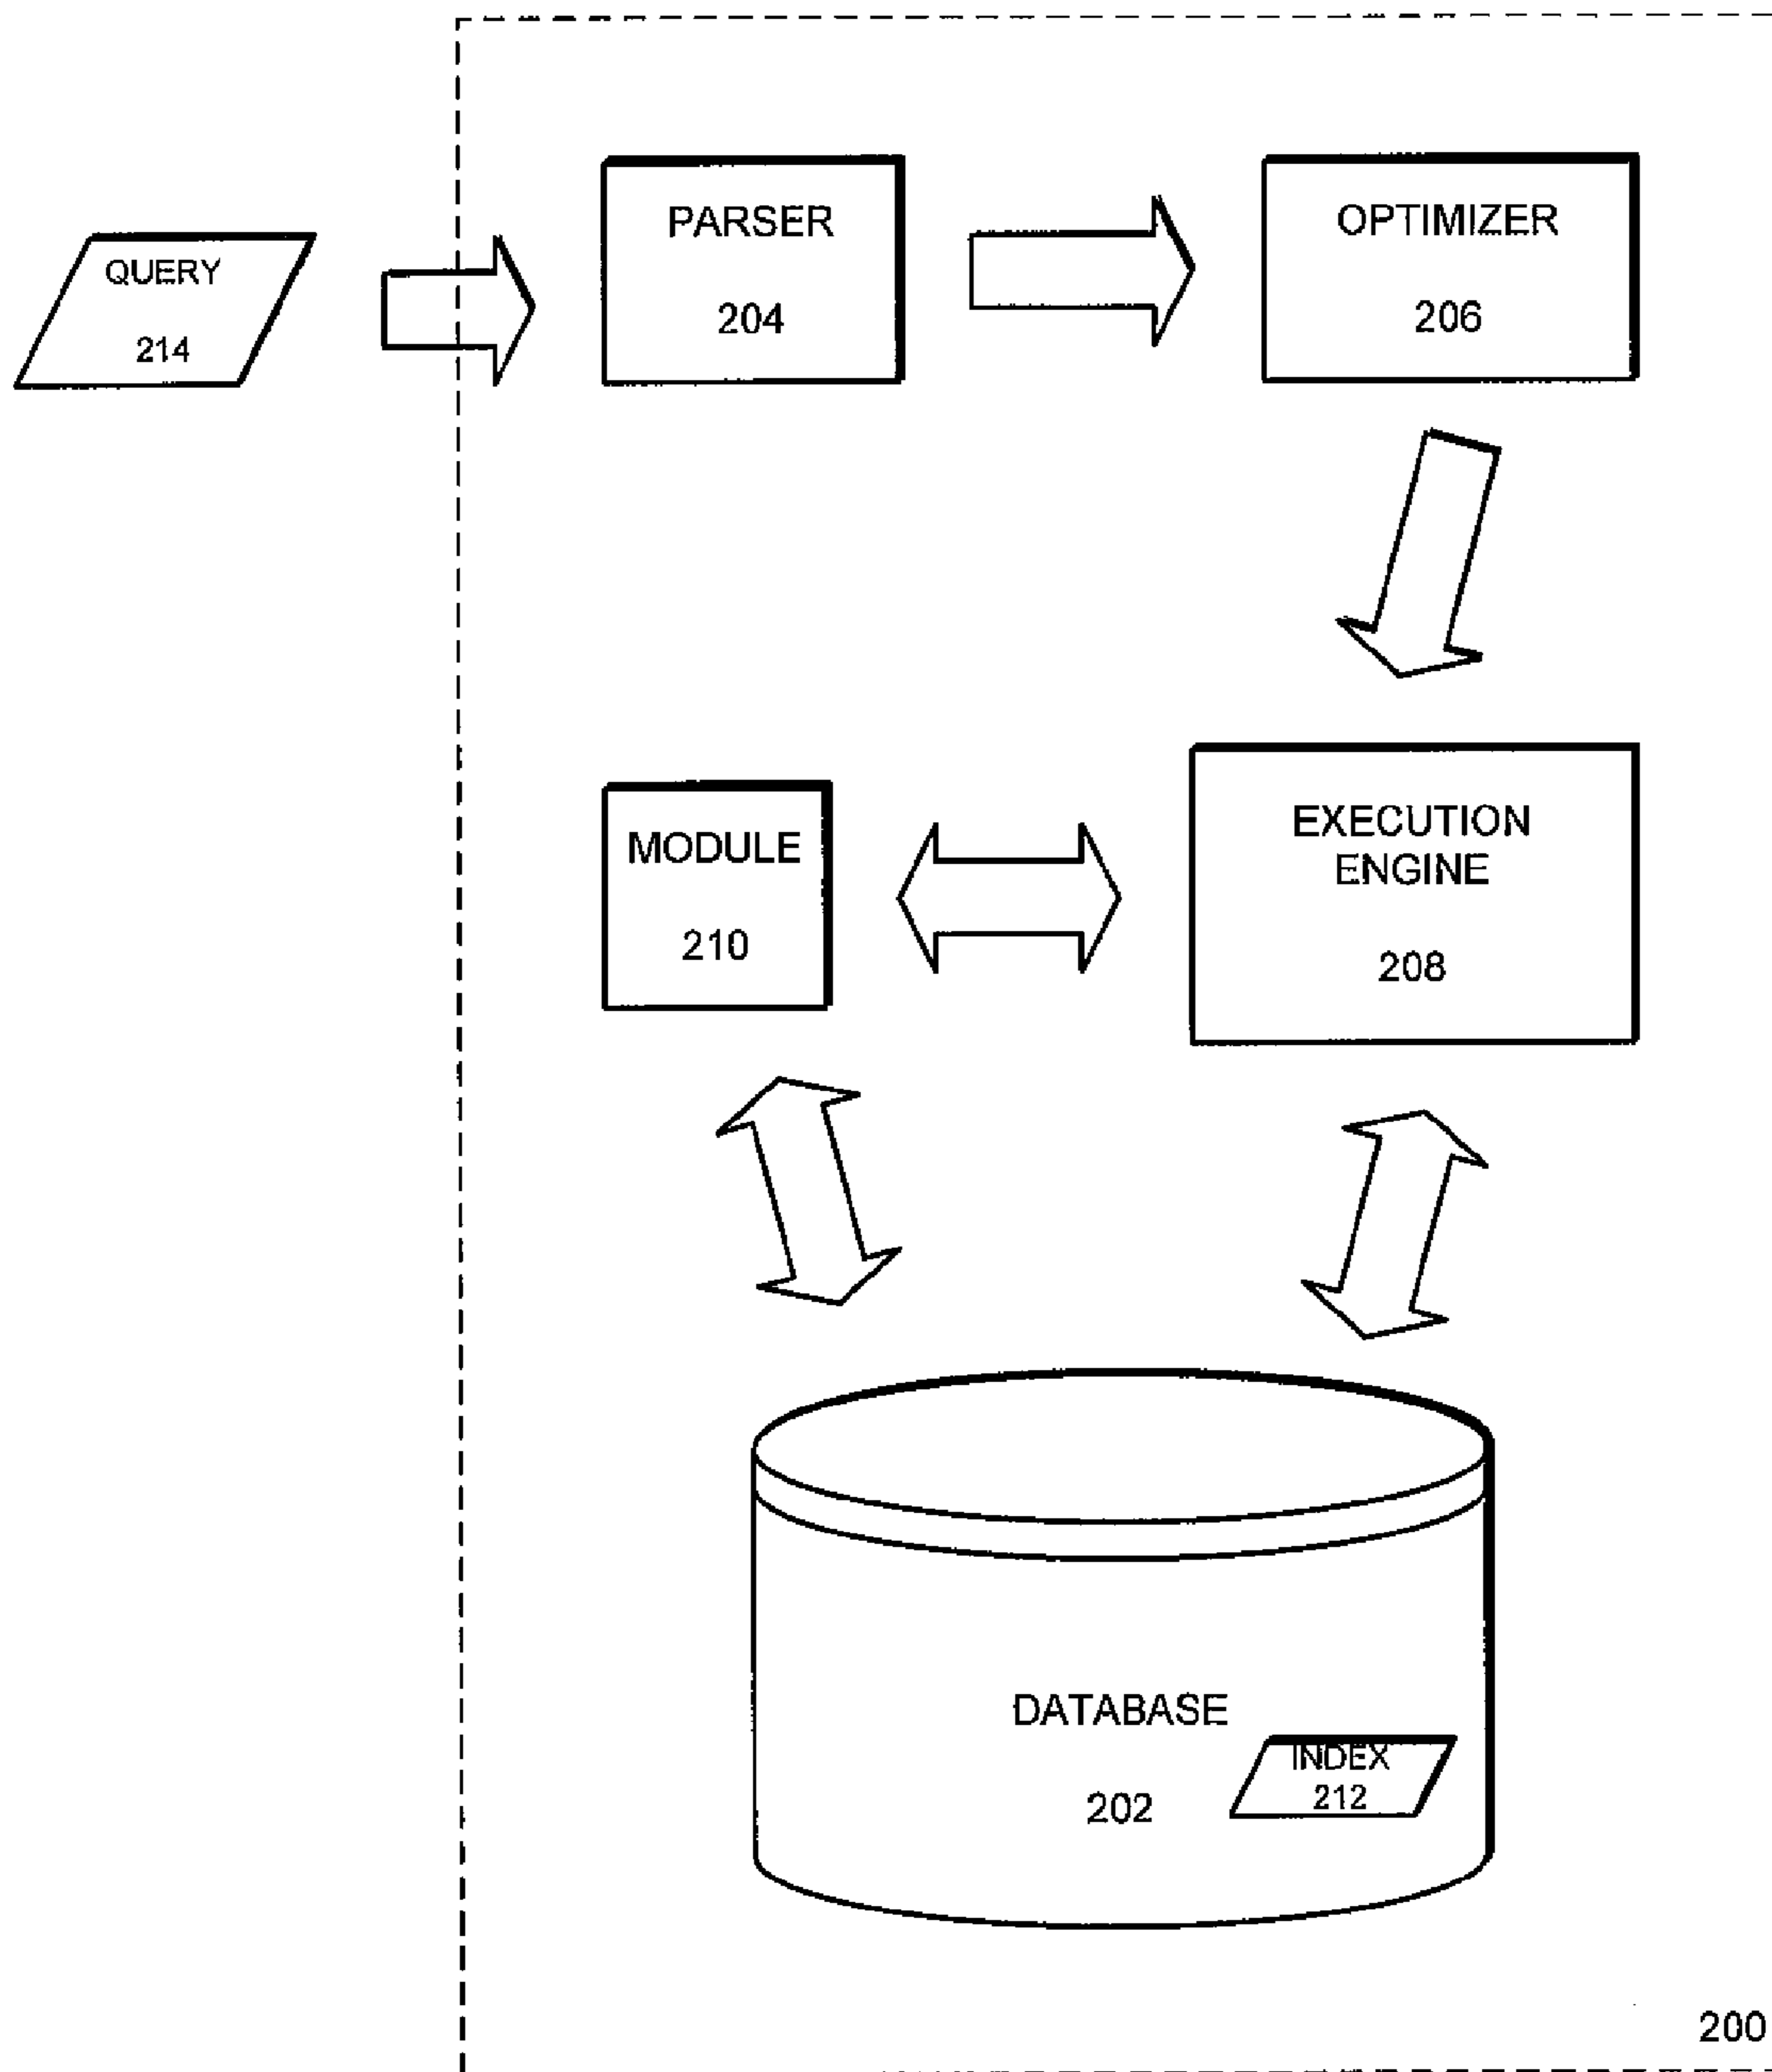 QUERY
214
PARSER
204
OPTIMIZER
206
MODULE
210
EXECUTION
ENGINE
208
DATABASE
202
INDEX
212
200